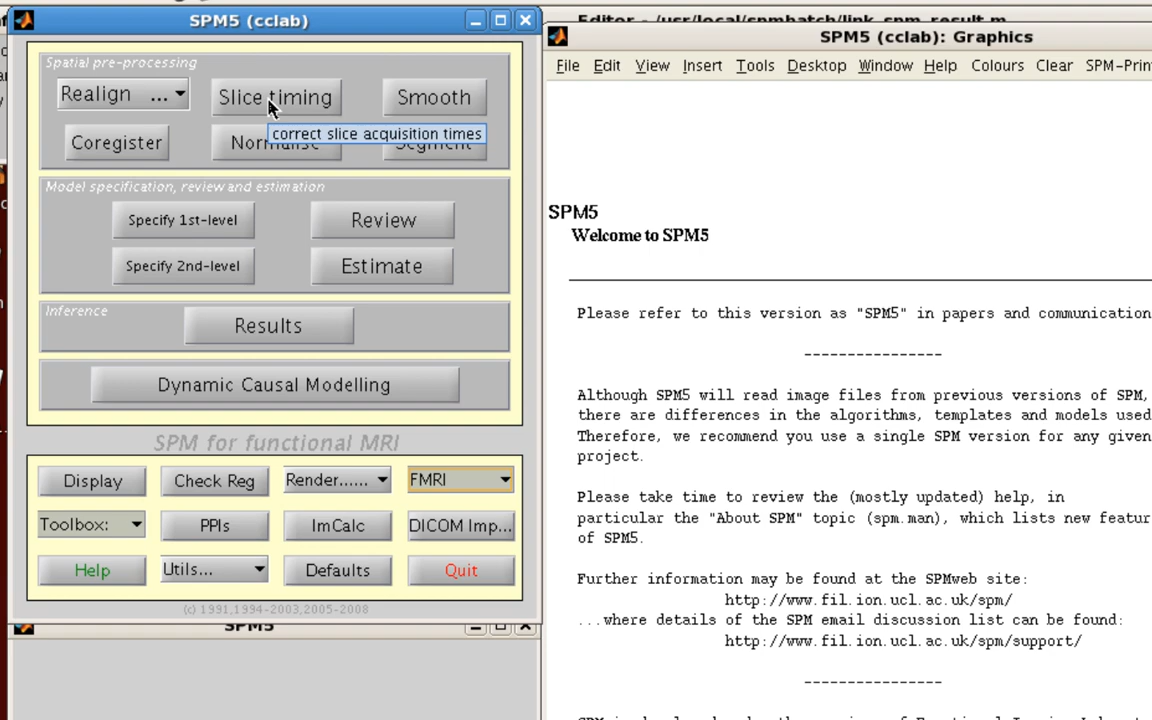 SPM5 (cclab)
Spatial pre-processing
Realign ...
Slice timing
Smooth
correct slice acquisition times
Coregister
Model specification, review and estimation
Specify 1st-level
Review
Specify 2nd-level
Estimate
Inference
Results
Dynamic Causal Modelling
SPM for functional MRI
Display
Check Reg
Render......
FMRI
Toolbox:
PPIs
ImCalc
DICOM Imp...
Help
Utils...
Defaults
Quit
(c) 1991,1994-2003,2005-2008
SPM5
Editor - /usr/local/spmbatch/link_spm_result.m
SPM5 (cclab): Graphics
File Edit View Insert Tools Desktop Window Help Colours Clear SPM-Prin
SPM5
Welcome to SPM5
Please refer to this version as "SPM5" in papers and communication
---------------
Although SPM5 will read image files from previous versions of SPM,
there are differences in the algorithms, templates and models used
Therefore, we recommend you use a single SPM version for any given
project.
Please take time to review the (mostly updated) help, in
particular the "About SPM" topic (spm.man), which lists new featur
of SPM5.
Further information may be found at the SPMweb site:
http://www.fil.ion.ucl.ac.uk/spm/
...where details of the SPM email discussion list can be found:
http://www.fil.ion.ucl.ac.uk/spm/support/
---------------